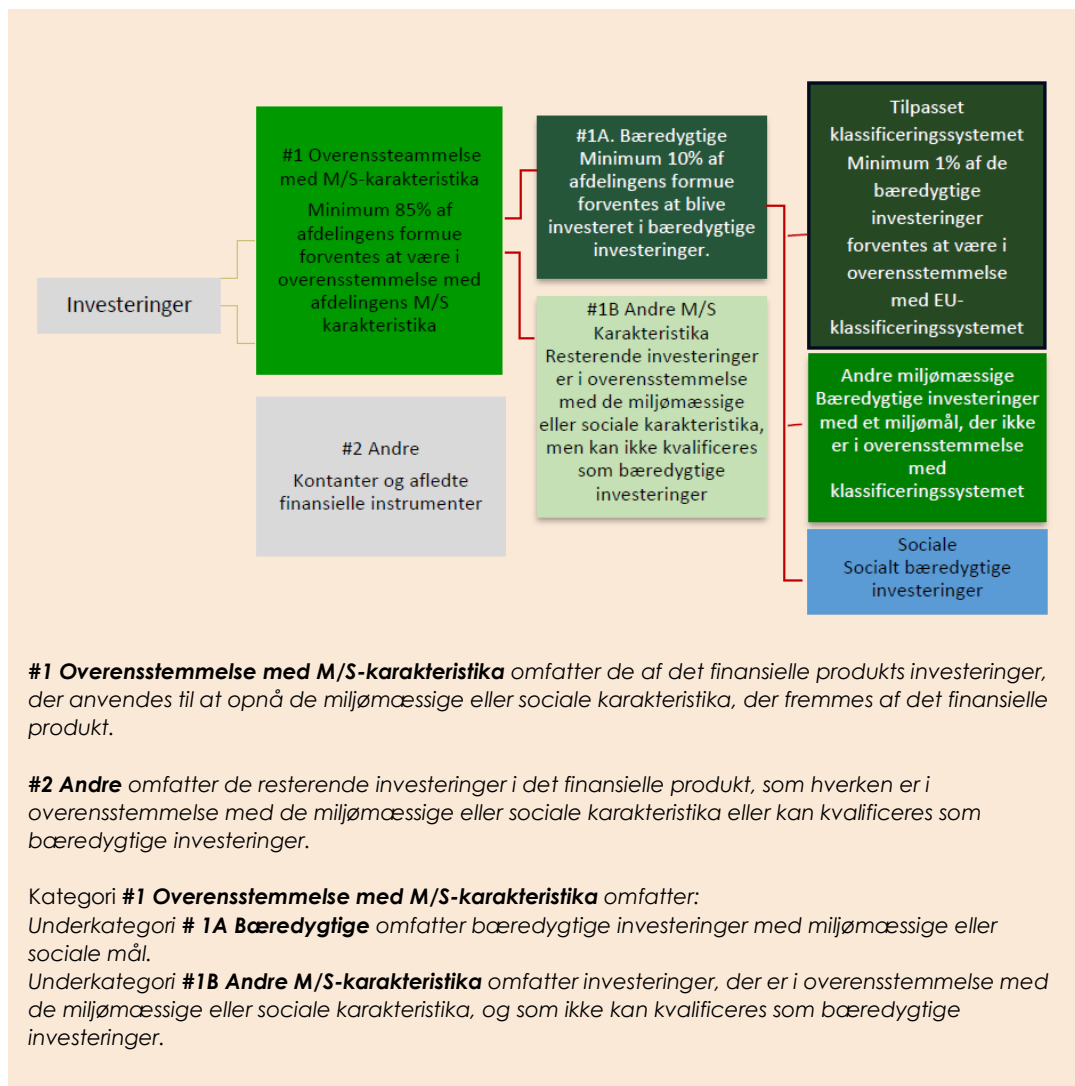 Investeringer
#1 Overenssteammelse
med M/S-karakteristika
Minimum 85% af
afdelingens formue
forventes at være i
overensstemmelse med
afdelingens M/S
karakteristika
#2 Andre
Kontanter og afledte
finansielle instrumenter
#1A. Bæredygtige
Minimum 10% af
afdelingens formue
forventes at blive
investeret i bæredygtige
investeringer.
#1B Andre M/S
Karakteristika
Resterende investeringer
er i overensstemmelse
med de miljømæssige
eller sociale karakteristika,
men kan ikke kvalificeres
som bæredygtige
investeringer
Tilpasset
klassificeringssystemet
Minimum 1% af de
bæredygtige
investeringer
forventes at være i
overensstemmelse
med EU-
klassificeringssystemet
Andre miljømæssige
Bæredygtige investeringer
med et miljømål, der ikke
er i overensstemmelse
med
klassificeringssystemet
Sociale
Socialt bæredygtige
investeringer
#1 Overensstemmelse med M/S-karakteristika omfatter de af det finansielle produkts investeringer,
der anvendes til at opnå de miljømæssige eller sociale karakteristika, der fremmes af det finansielle
produkt.
#2 Andre omfatter de resterende investeringer i det finansielle produkt, som hverken er i
overensstemmelse med de miljømæssige eller sociale karakteristika eller kan kvalificeres som
bæredygtige investeringer.
Kategori #1 Overensstemmelse med M/S-karakteristika omfatter:
Underkategori # 1A Bæredygtige omfatter bæredygtige investeringer med miljømæssige eller
sociale mål.
Underkategori #1B Andre M/S-karakteristika omfatter investeringer, der er i overensstemmelse med
de miljømæssige eller sociale karakteristika, og som ikke kan kvalificeres som bæredygtige
investeringer.